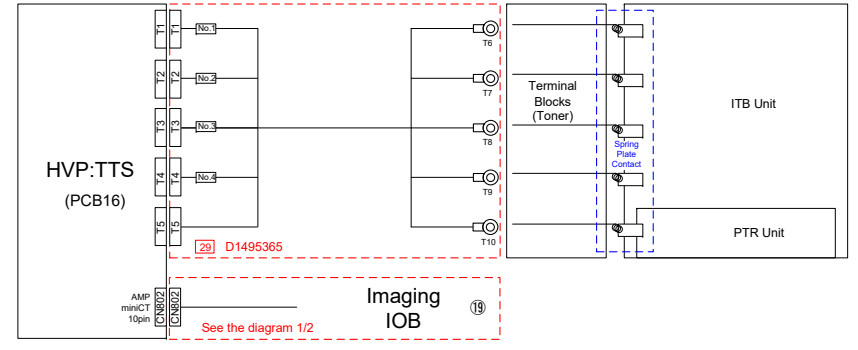 T1
T1
No.1
T6
T2
T2
No.2
T7
T3
T3
No.3
T8
T4
T4
No.4
T9
T5
T5
T10
HVP:TTS
(PCB16)
29 D1495365
Terminal
Blocks
(Toner)
Spring
Plate
Contact
ITB Unit
PTR Unit
AMP
miniCT
10pin
CN802
CN802
Imaging
IOB
⑲
See the diagram 1/2